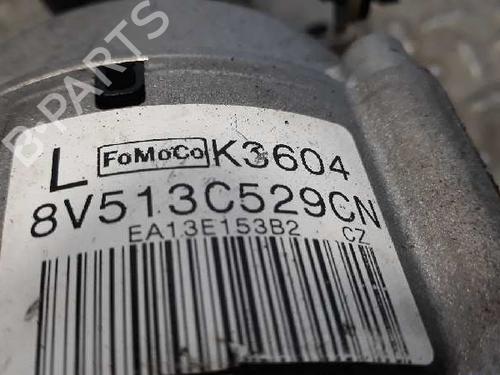 B-PARTS
L FoMoCo K3604
8V513C529CN
EA13E153B2 CZ